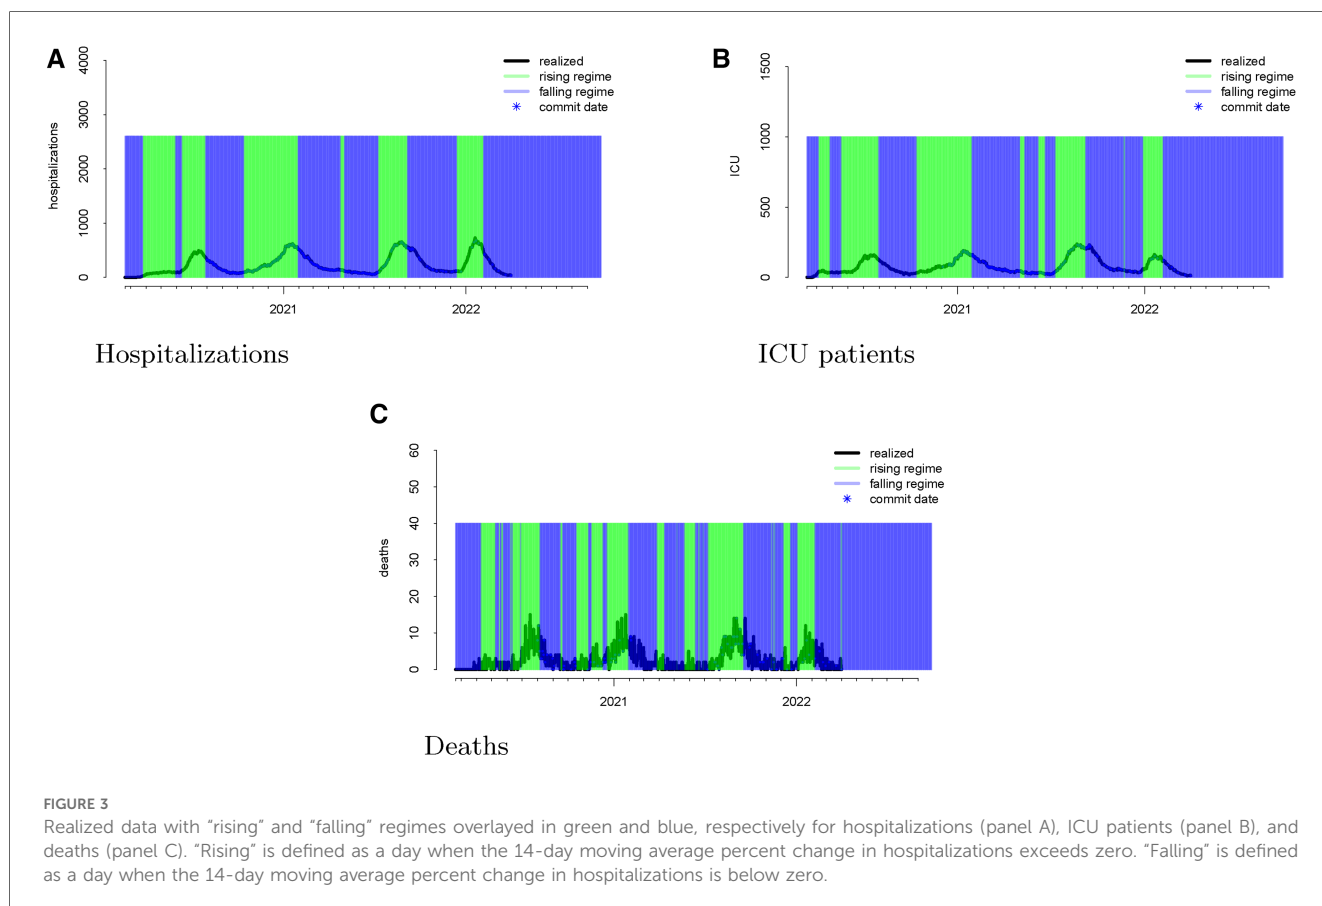 A
4000
3000
2000
1000
0
hospitalizations
realized
rising regime
falling regime
commit date
2021
2022
Hospitalizations
B
1500
1000
500
0
ICU
realized
rising regime
falling regime
commit date
2021
2022
ICU patients
C
60
50
40
30
20
10
0
deaths
realized
rising regime
falling regime
commit date
2021
2022
Deaths
FIGURE 3
Realized data with “rising” and “falling” regimes overlayed in green and blue, respectively for hospitalizations (panel A), ICU patients (panel B), and
deaths (panel C). “Rising” is defined as a day when the 14-day moving average percent change in hospitalizations exceeds zero. “Falling” is defined
as a day when the 14-day moving average percent change in hospitalizations is below zero.